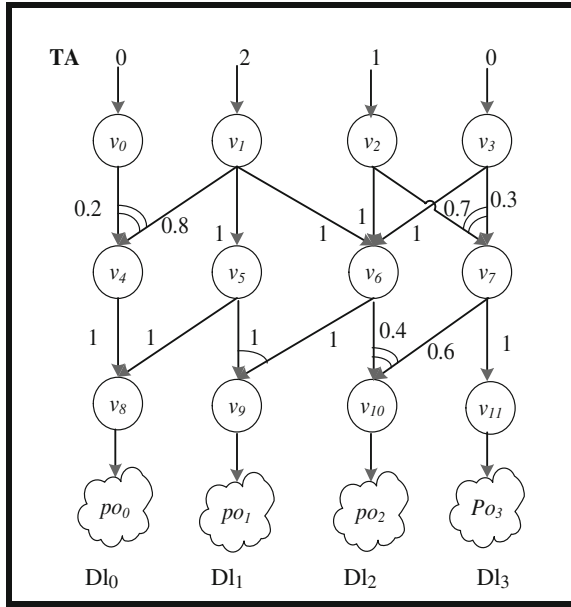 TA 0 2 1 0
v0 v1 v2 v3
0.2 0.8 1 1 1 1 0.7 0.3
v4 v5 v6 v7
1 1 1 1 0.4 0.6 1
v8 v9 v10 v11
po0 po1 po2 Po3
Dl0 Dl1 Dl2 Dl3